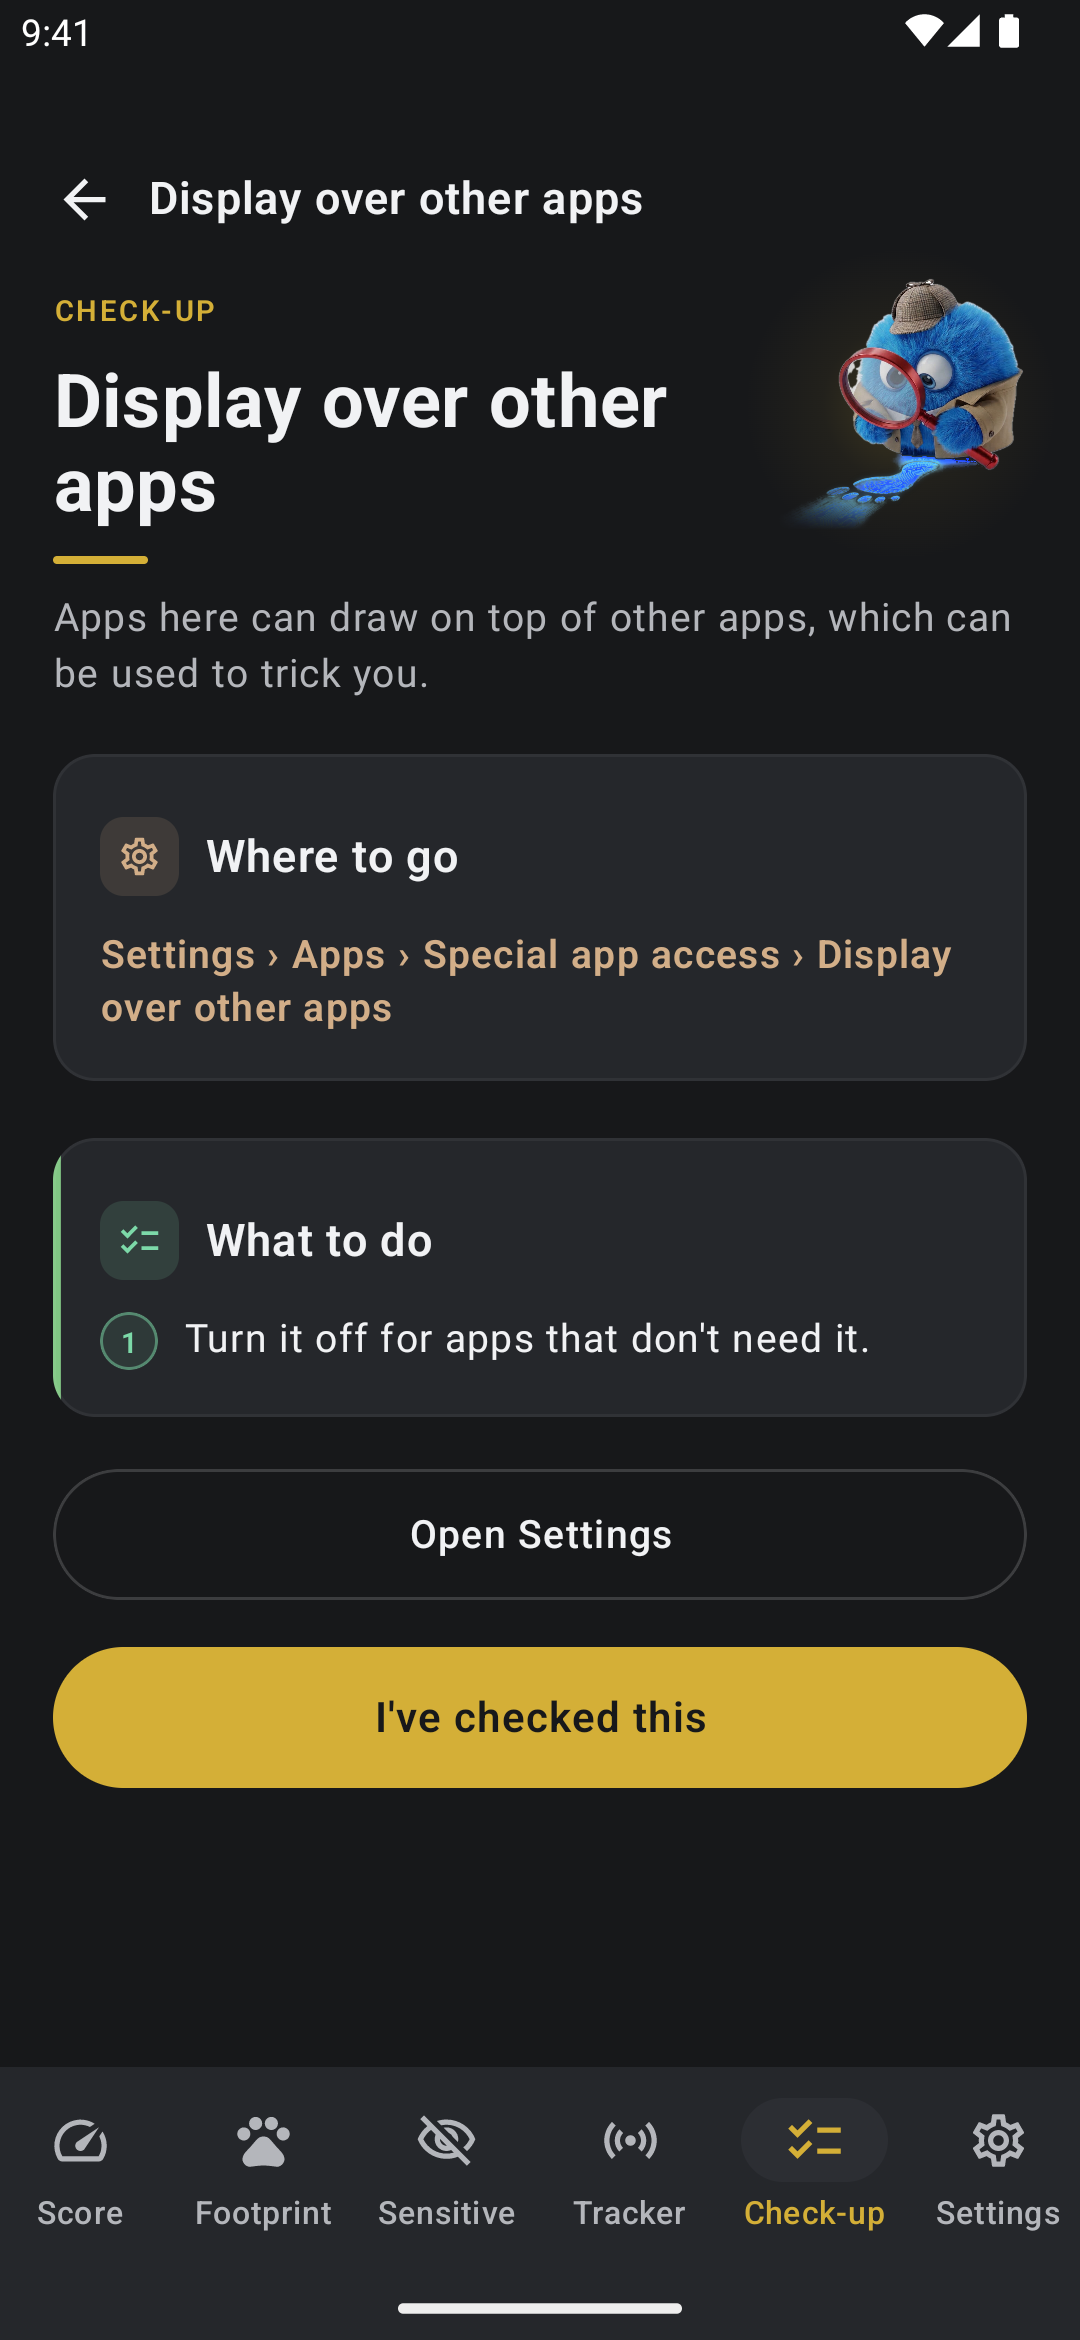 9:41
Display over other apps
CHECK-UP
Display over other
apps
Apps here can draw on top of other apps, which can
be used to trick you.
Where to go
Settings › Apps › Special app access › Display
over other apps
What to do
1 Turn it off for apps that don't need it.
Open Settings
I've checked this
Score Footprint Sensitive Tracker Check-up Settings